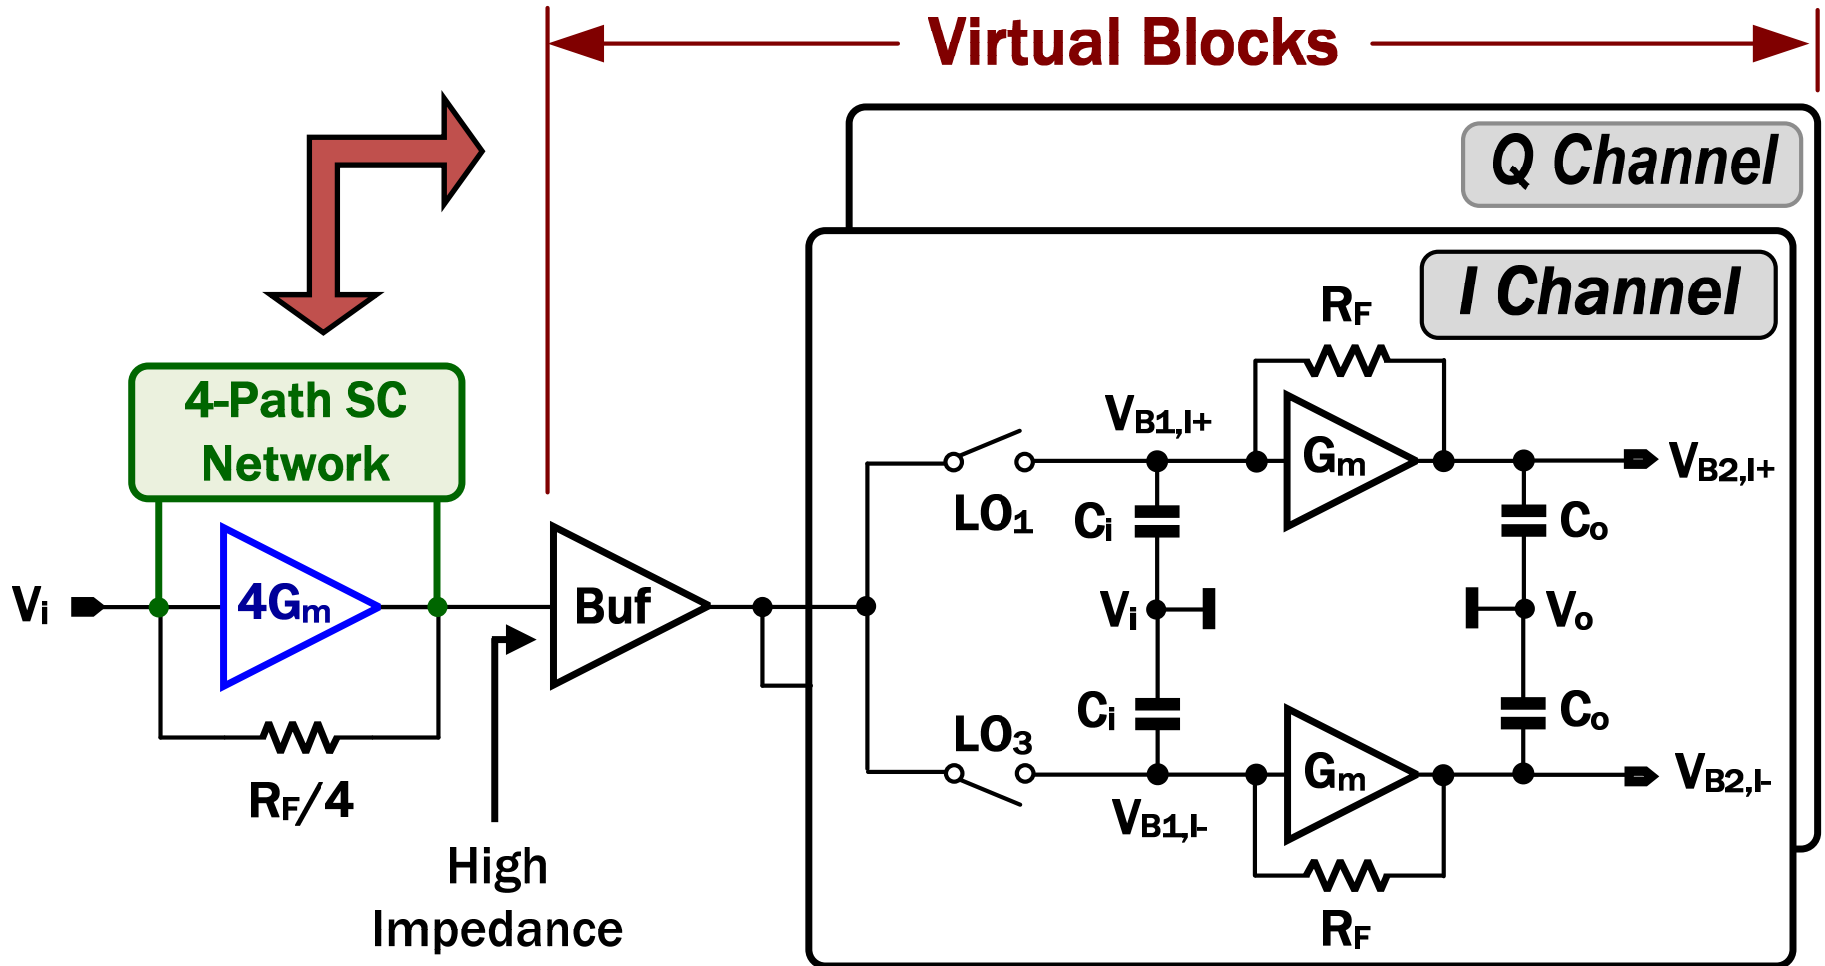 Virtual Blocks
Q Channel
I Channel
RF
4-Path SC
Network
VB1,I+
Gm
VB2,I+
LO1
Ci
Co
Vi
4Gm
Buf
Vi
Vo
LO3
Ci
Co
Gm
VB2,I-
RF/4
VB1,I-
High
Impedance
RF